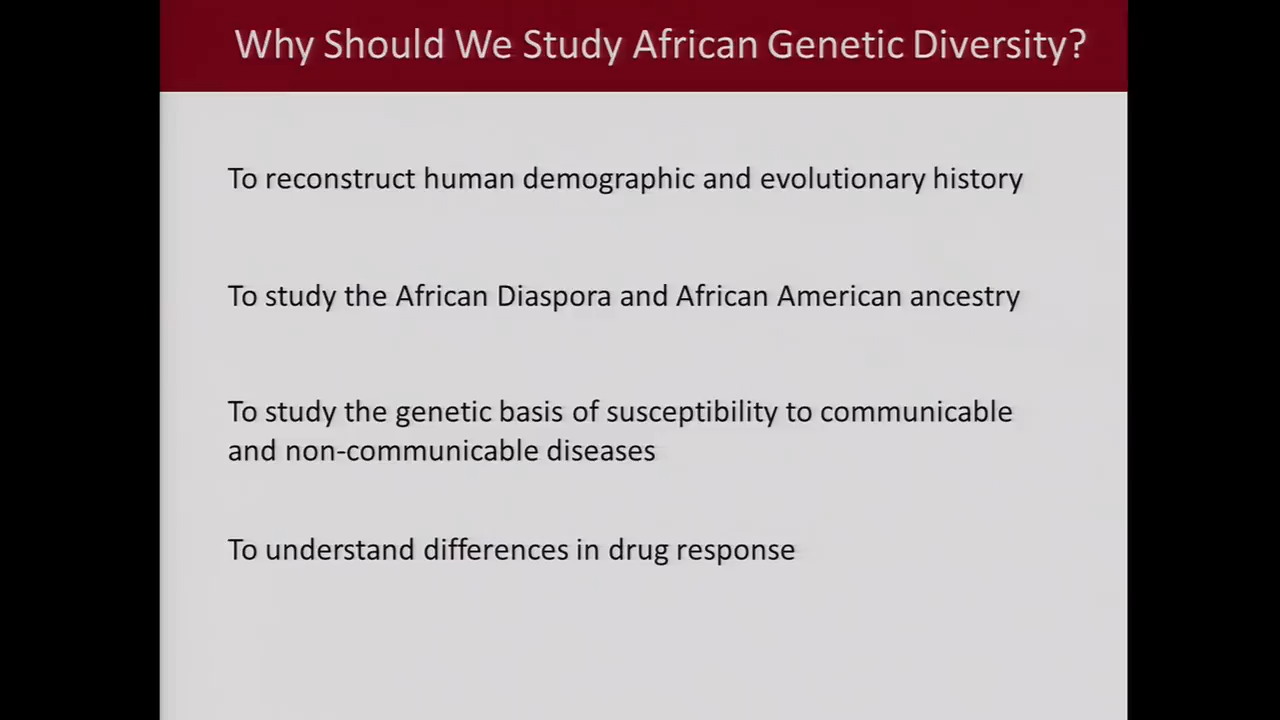 Why Should We Study African Genetic Diversity?
To reconstruct human demographic and evolutionary history
To study the African Diaspora and African American ancestry
To study the genetic basis of susceptibility to communicable
and non-communicable diseases
To understand differences in drug response